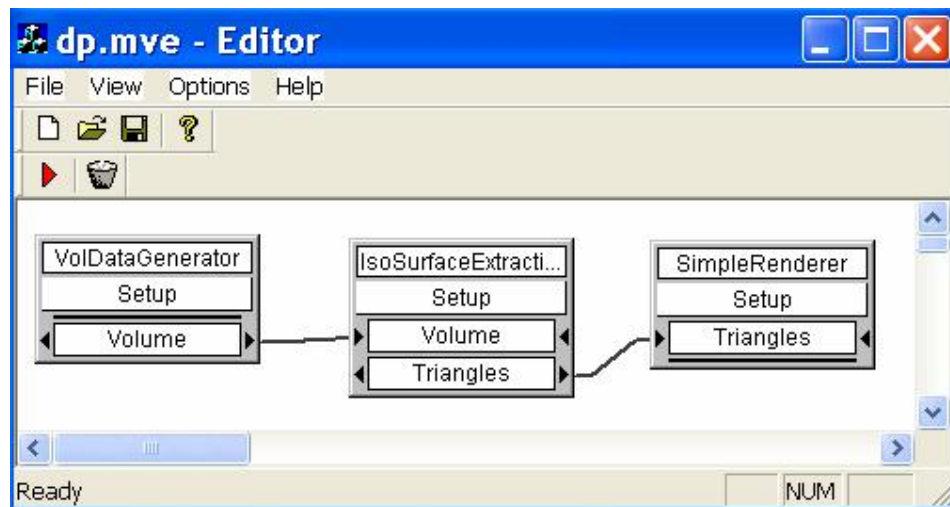 dp.mve - Editor
File View Options Help
VolDataGenerator
Setup
Volume
IsoSurfaceExtracti...
Setup
Volume
Triangles
SimpleRenderer
Setup
Triangles
Ready
NUM